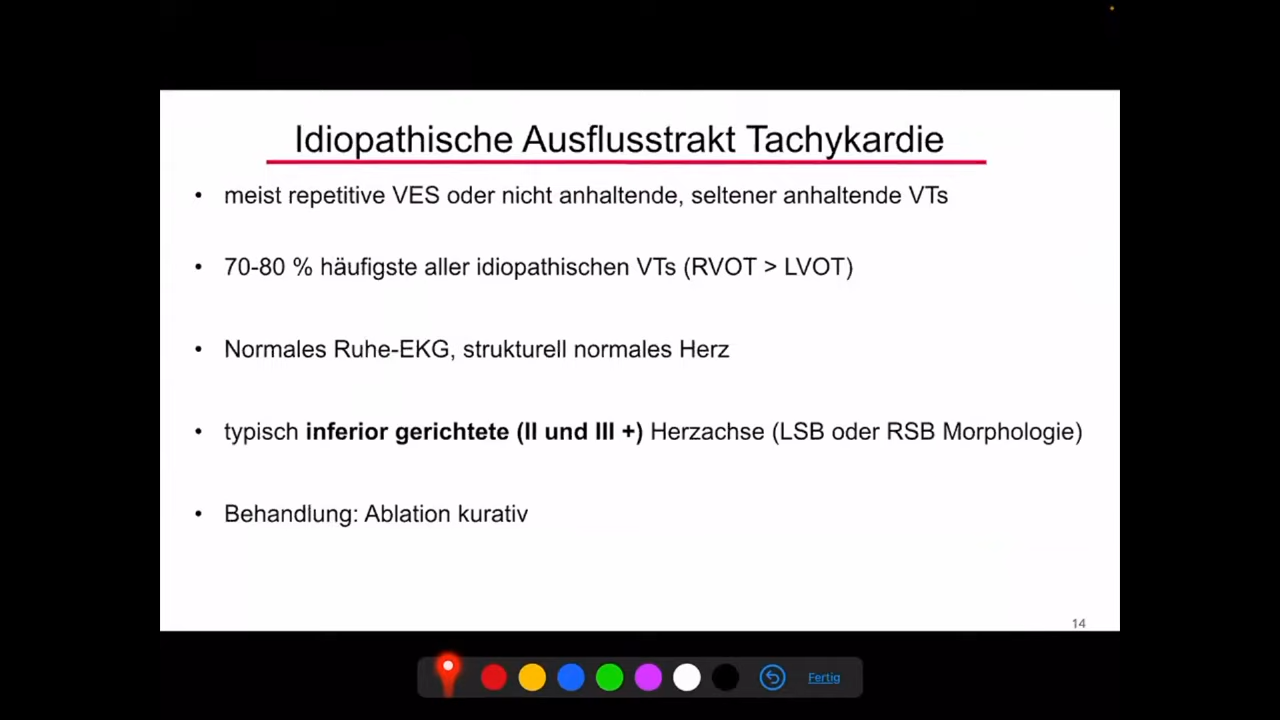 Idiopathische Ausflusstrakt Tachykardie
• meist repetitive VES oder nicht anhaltende, seltener anhaltende VTs
• 70-80 % häufigste aller idiopathischen VTs (RVOT > LVOT)
• Normales Ruhe-EKG, strukturell normales Herz
• typisch inferior gerichtete (II und III +) Herzachse (LSB oder RSB Morphologie)
• Behandlung: Ablation kurativ
14
Fertig